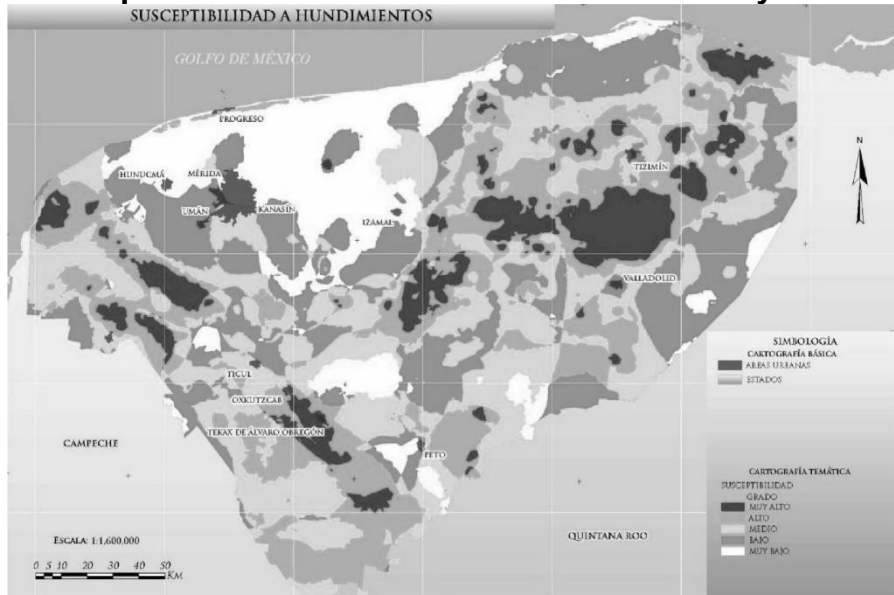 SUSCEPTIBILIDAD A HUNDIMIENTOS
GOLFO DE MÉXICO
PROGRESO
HUNUCMÁ
MÉRIDA
TIZIMÍN
UMÁN
KANASÍN
IZAMAL
VALLADOLID
TICUL
OXKUTZCAB
TEKAX DE ÁLVARO OBREGÓN
PETO
CAMPECHE
QUINTANA ROO
N
ESCALA: 1:1,600,000
0 5 10 20 30 40 50
KM
SIMBOLOGÍA
CARTOGRAFÍA BÁSICA
AREAS URBANAS
ESTADOS
CARTOGRAFÍA TEMÁTICA
SUSCEPTIBILIDAD
GRADO
MUY ALTO
ALTO
MEDIO
BAJO
MUY BAJO